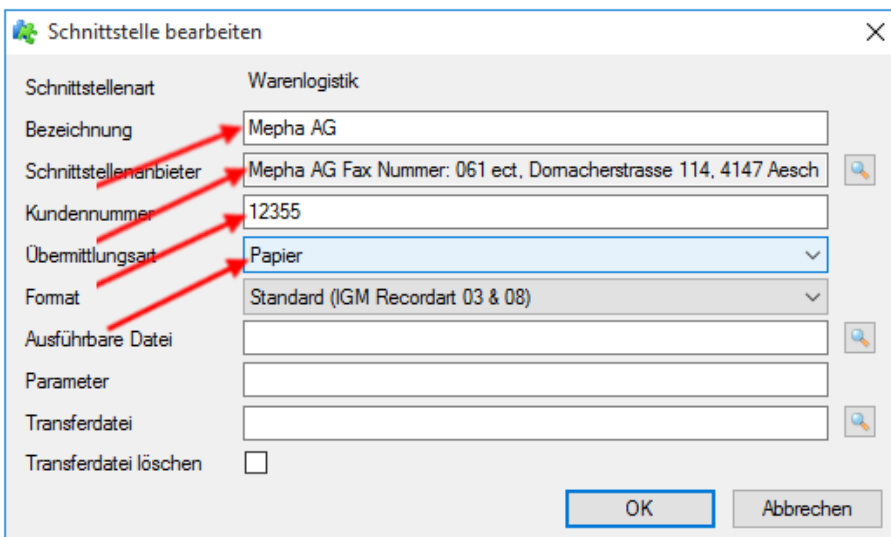 Schnittstelle bearbeiten
Schnittstellenart Warenlogistik
Bezeichnung Mepha AG
Schnittstellenanbieter Mepha AG Fax Nummer: 061 ect, Dornacherstrasse 114, 4147 Aesch
Kundennummer 12355
Übermittlungsart Papier
Format Standard (IGM Recordart 03 & 08)
Ausführbare Datei
Parameter
Transferdatei
Transferdatei löschen
OK Abbrechen